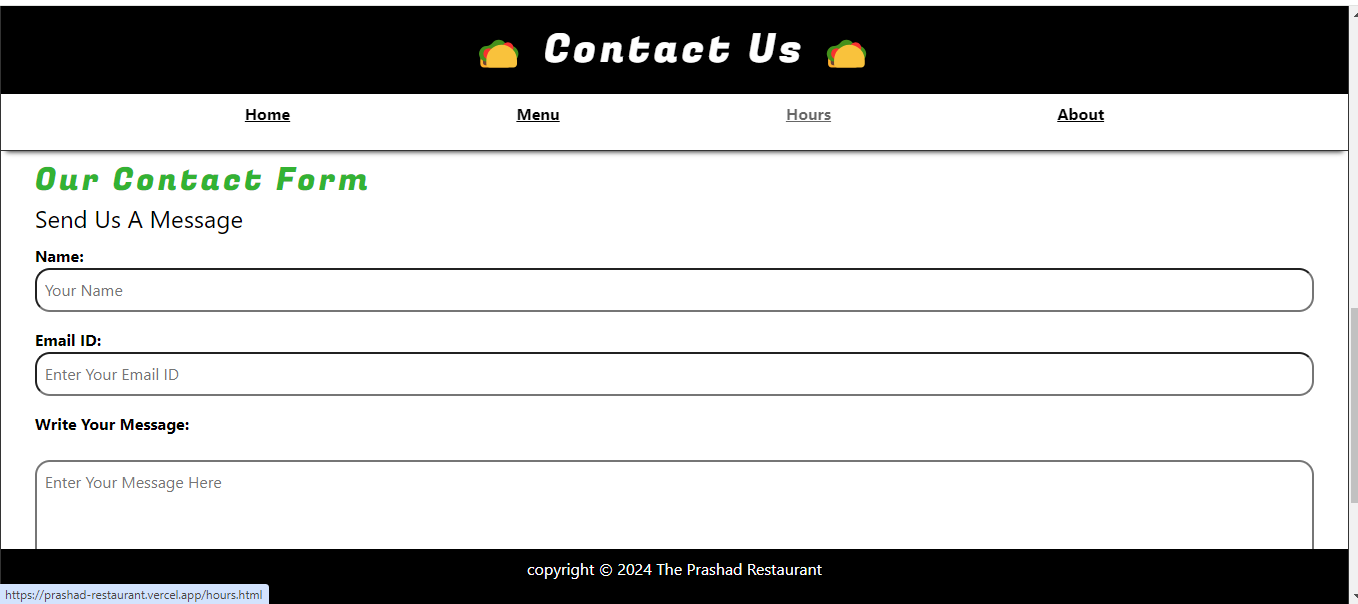 Contact Us
Home Menu Hours About
Our Contact Form
Send Us A Message
Name:
Your Name
Email ID:
Enter Your Email ID
Write Your Message:
Enter Your Message Here
copyright © 2024 The Prashad Restaurant
https://prashad-restaurant.vercel.app/hours.html